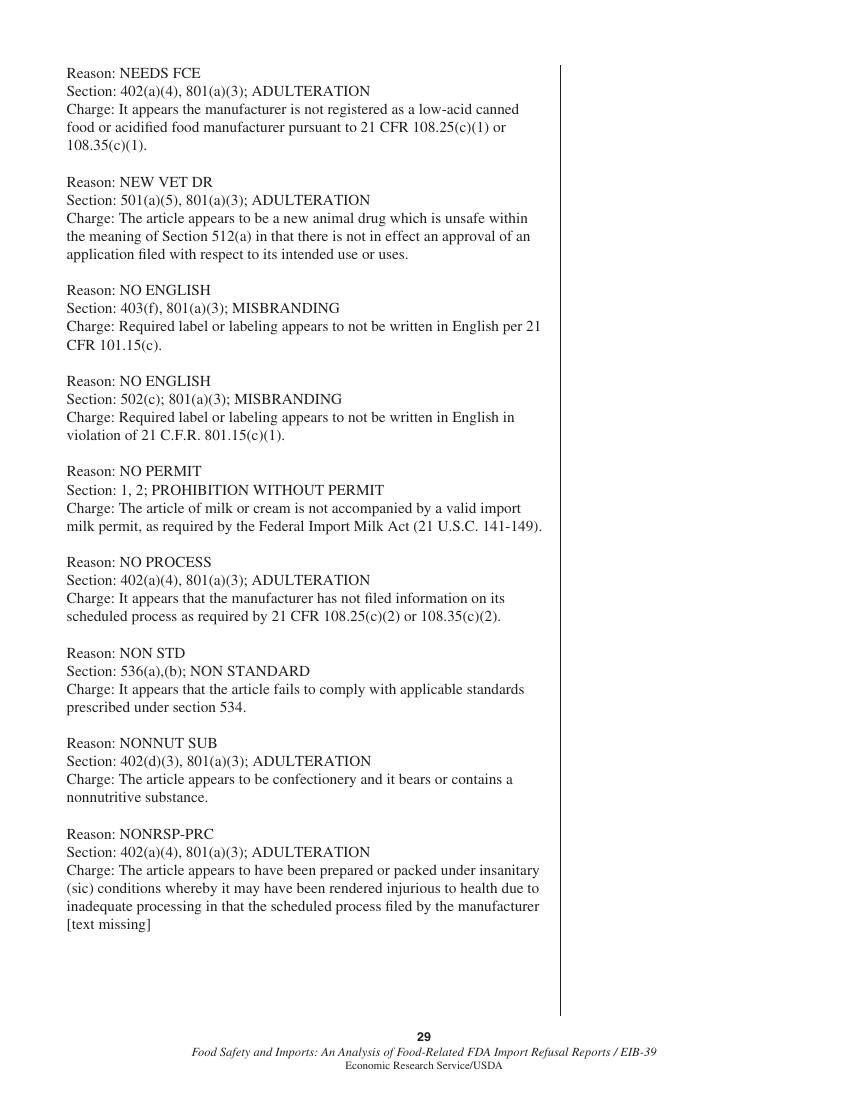 Reason: NEEDS FCE
Section: 402(a)(4), 801(a)(3); ADULTERATION
Charge: It appears the manufacturer is not registered as a low-acid canned
food or acidified food manufacturer pursuant to 21 CFR 108.25(c)(1) or
108.35(c)(1).
Reason: NEW VET DR
Section: 501(a)(5), 801(a)(3); ADULTERATION
Charge: The article appears to be a new animal drug which is unsafe within
the meaning of Section 512(a) in that there is not in effect an approval of an
application filed with respect to its intended use or uses.
Reason: NO ENGLISH
Section: 403(f), 801(a)(3); MISBRANDING
Charge: Required label or labeling appears to not be written in English per 21
CFR 101.15(c).
Reason: NO ENGLISH
Section: 502(c); 801(a)(3); MISBRANDING
Charge: Required label or labeling appears to not be written in English in
violation of 21 C.F.R. 801.15(c)(1).
Reason: NO PERMIT
Section: 1, 2; PROHIBITION WITHOUT PERMIT
Charge: The article of milk or cream is not accompanied by a valid import
milk permit, as required by the Federal Import Milk Act (21 U.S.C. 141-149).
Reason: NO PROCESS
Section: 402(a)(4), 801(a)(3); ADULTERATION
Charge: It appears that the manufacturer has not filed information on its
scheduled process as required by 21 CFR 108.25(c)(2) or 108.35(c)(2).
Reason: NON STD
Section: 536(a),(b); NON STANDARD
Charge: It appears that the article fails to comply with applicable standards
prescribed under section 534.
Reason: NONNUT SUB
Section: 402(d)(3), 801(a)(3); ADULTERATION
Charge: The article appears to be confectionery and it bears or contains a
nonnutritive substance.
Reason: NONRSP-PRC
Section: 402(a)(4), 801(a)(3); ADULTERATION
Charge: The article appears to have been prepared or packed under insanitary
(sic) conditions whereby it may have been rendered injurious to health due to
inadequate processing in that the scheduled process filed by the manufacturer
[text missing]
29
Food Safety and Imports: An Analysis of Food-Related FDA Import Refusal Reports / EIB-39
Economic Research Service/USDA